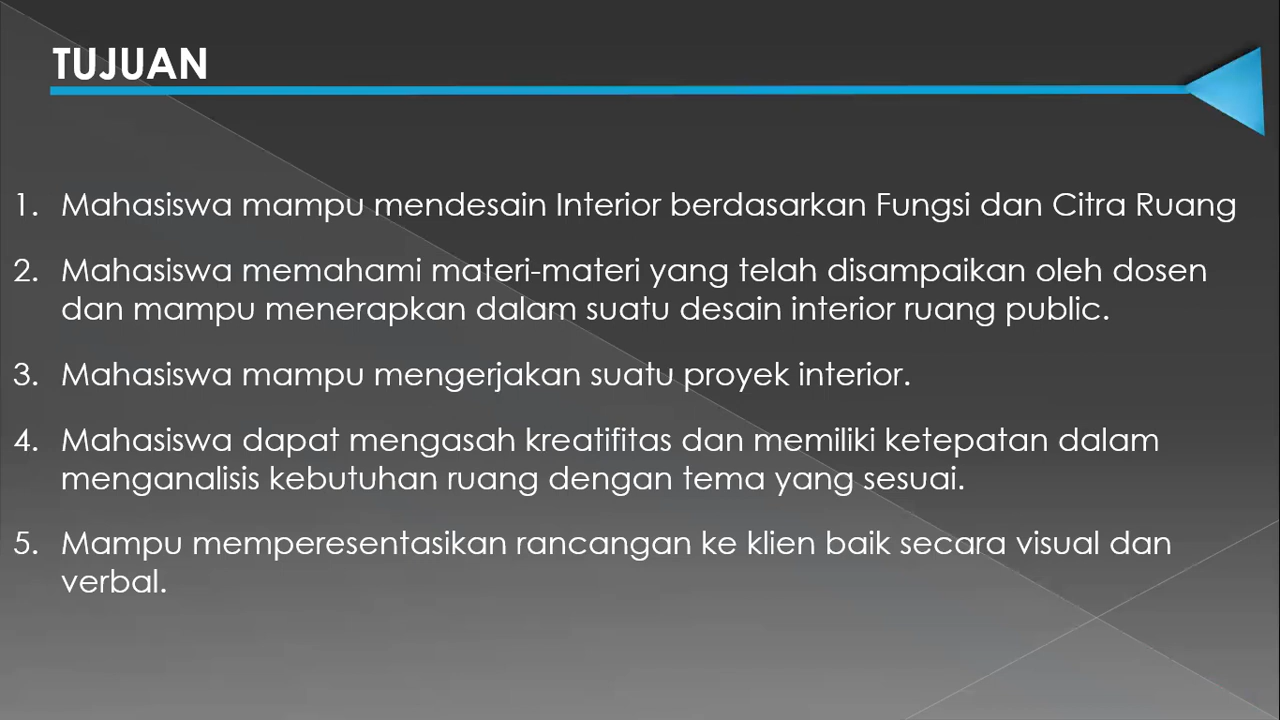 TUJUAN
1. Mahasiswa mampu mendesain Interior berdasarkan Fungsi dan Citra Ruang
2. Mahasiswa memahami materi-materi yang telah disampaikan oleh dosen
dan mampu menerapkan dalam suatu desain interior ruang public.
3. Mahasiswa mampu mengerjakan suatu proyek interior.
4. Mahasiswa dapat mengasah kreatifitas dan memiliki ketepatan dalam
menganalisis kebutuhan ruang dengan tema yang sesuai.
5. Mampu memperesentasikan rancangan ke klien baik secara visual dan
verbal.